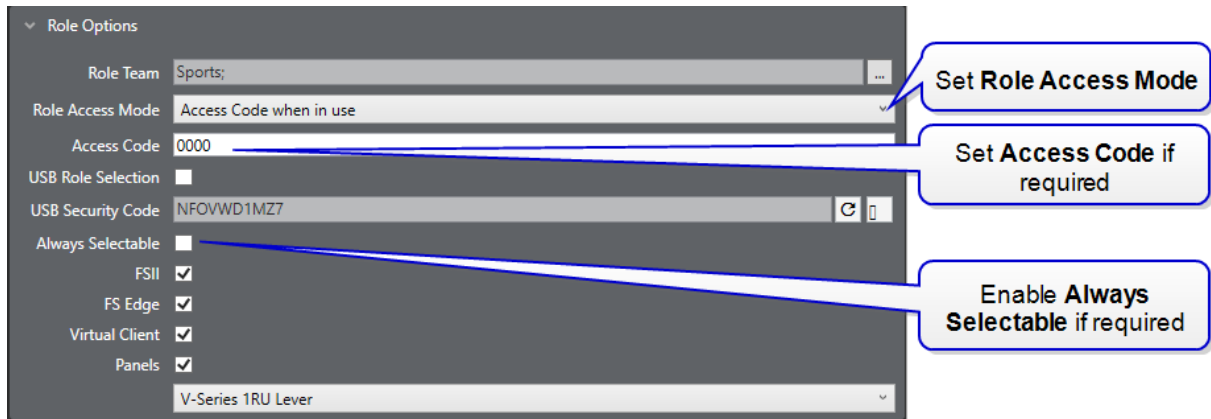 Role Options
Role Team Sports; ...
Role Access Mode Access Code when in use
Access Code 0000
USB Role Selection
USB Security Code NFOVWD1MZ7
Always Selectable
FSII
FS Edge
Virtual Client
Panels
V-Series 1RU Lever
Set Role Access Mode
Set Access Code if
required
Enable Always
Selectable if required